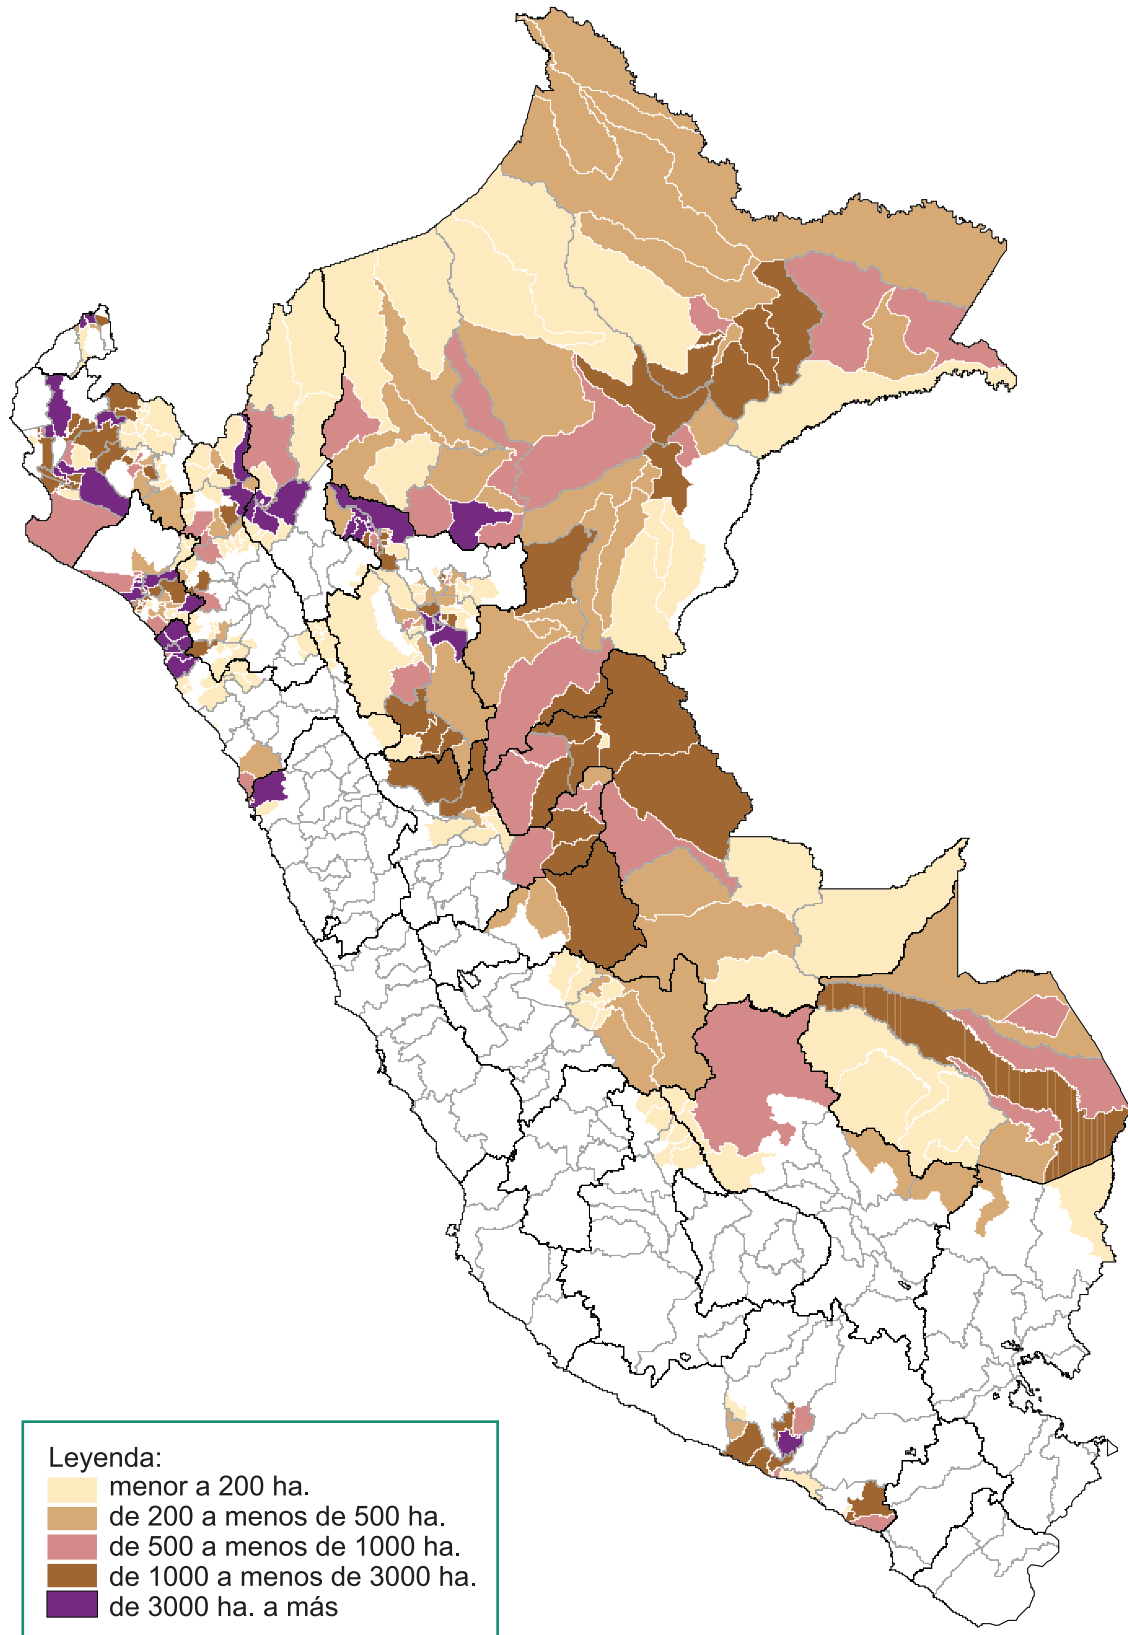 Leyenda:
menor a 200 ha.
de 200 a menos de 500 ha.
de 500 a menos de 1000 ha.
de 1000 a menos de 3000 ha.
de 3000 ha. a más